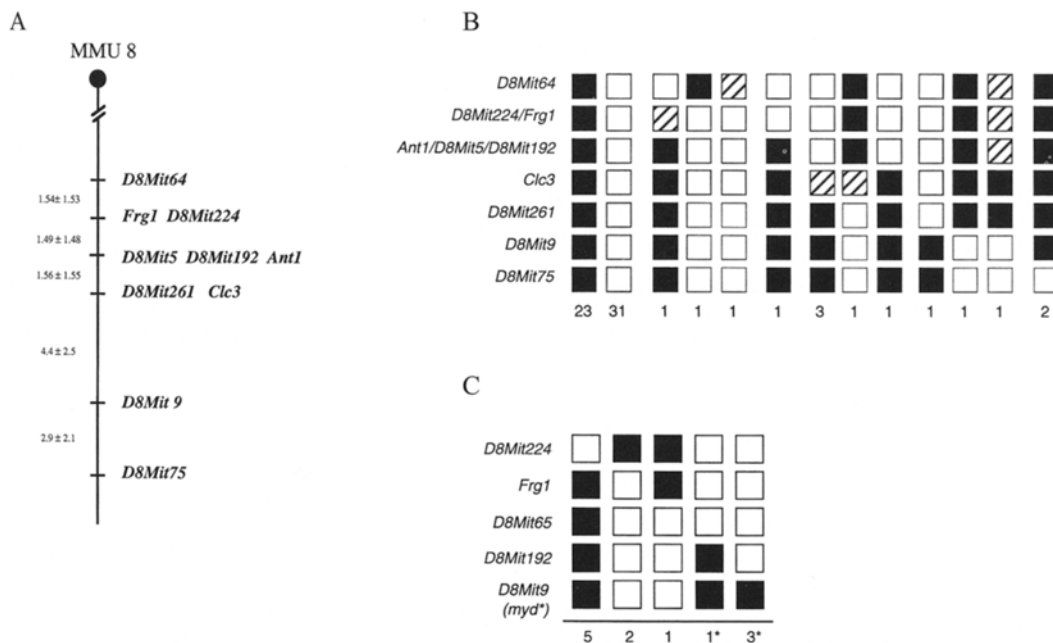 A
MMU 8
D8Mit64
1.54± 1.53
Frg1 D8Mit224
1.49 ± 1.48
D8Mit5 D8Mit192 Ant1
1.56± 1.55
D8Mit261 Clc3
4.4 ± 2.5
D8Mit 9
2.9 ± 2.1
D8Mit75
B
D8Mit64
D8Mit224/Frg1
Ant1/D8Mit5/D8Mit192
Clc3
D8Mit261
D8Mit9
D8Mit75
23 31 1 1 1 1 3 1 1 1 1 1 2
C
D8Mit224
Frg1
D8Mit65
D8Mit192
D8Mit9
(myd*)
5 2 1 1* 3*